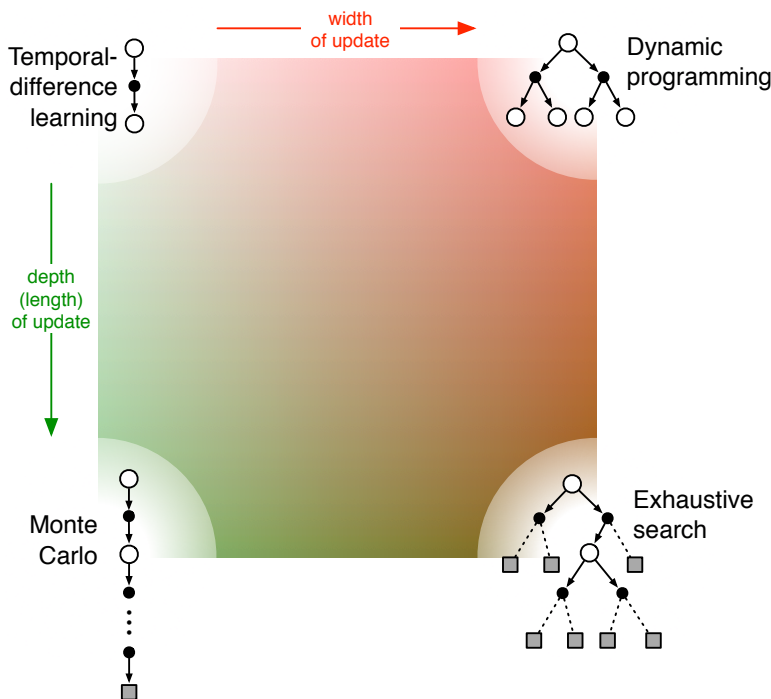 width
of update
Temporal-
difference
learning
Dynamic
programming
depth
(length)
of update
Monte
Carlo
Exhaustive
search